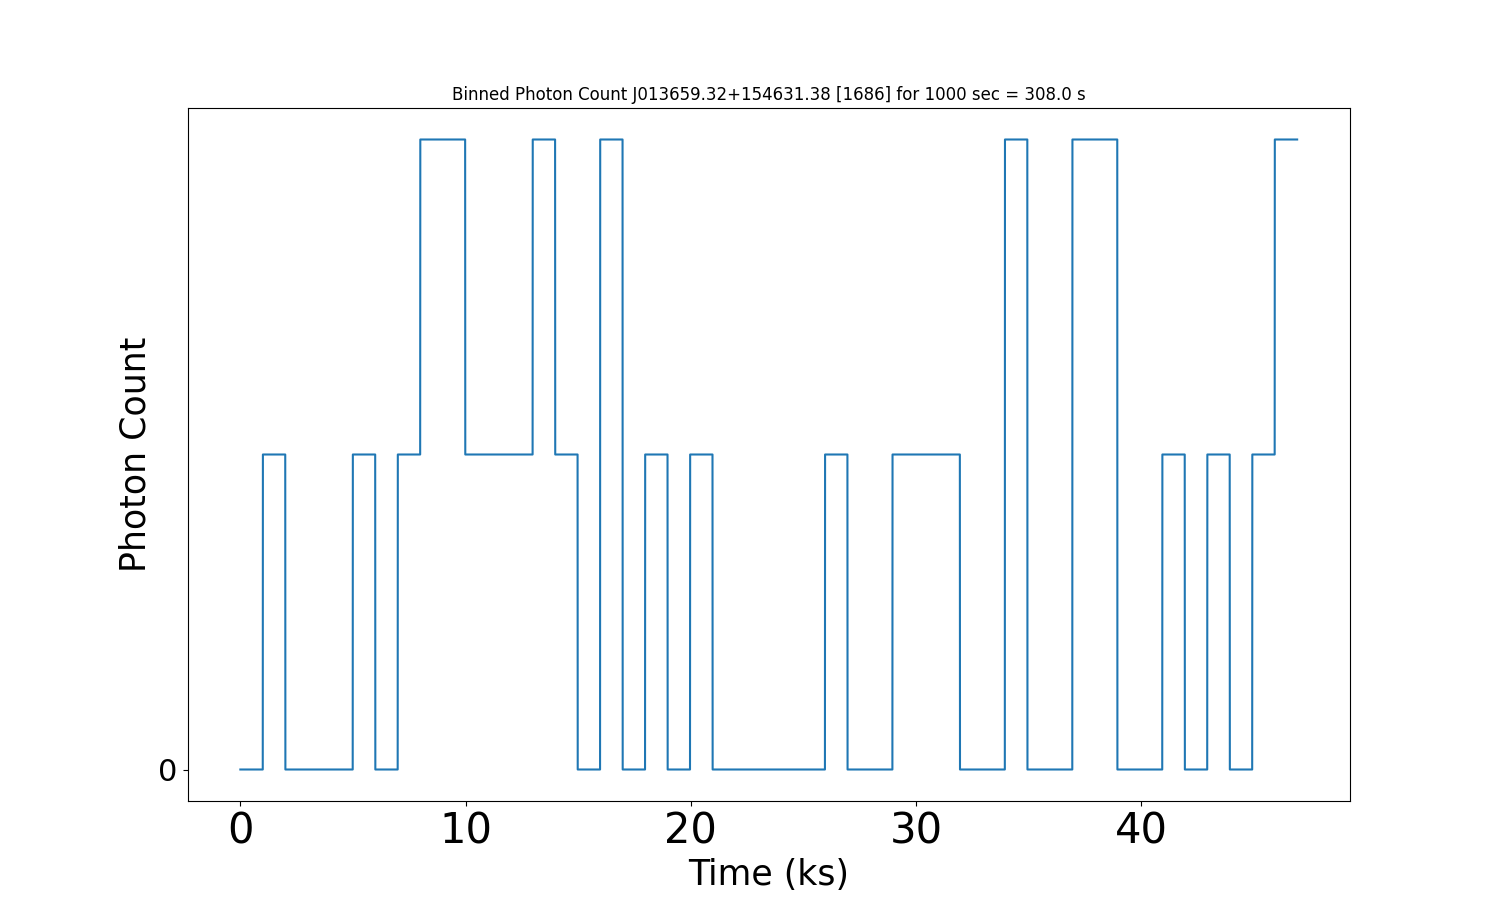 Binned Photon Count J013659.32+154631.38 [1686] for 1000 sec = 308.0 s
Photon Count
0
0 10 20 30 40
Time (ks)